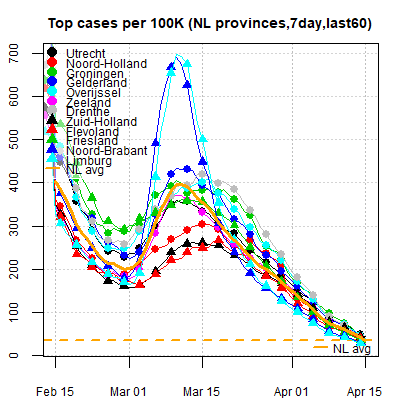 Top cases per 100K (NL provinces,7day,last60)
700
600
500
400
300
200
100
0
Utrecht
Noord-Holland
Groningen
Gelderland
Overijssel
Zeeland
Drenthe
Zuid-Holland
Flevoland
Friesland
Noord-Brabant
Limburg
NL avg
NL avg
Feb 15
Mar 01
Mar 15
Apr 01
Apr 15